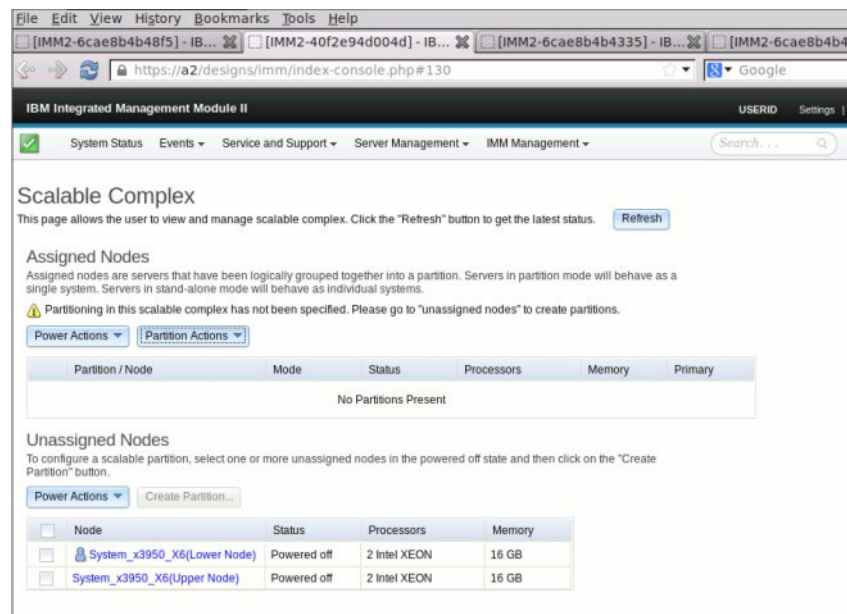 File Edit View History Bookmarks Tools Help
[IMM2-6cae8b4b48f5] - IB... [IMM2-40f2e94d004d] - IB... [IMM2-6cae8b4b4335] - IB... [IMM2-6cae8b4b4
https://a2/designs/imm/index-console.php#130 Google
IBM Integrated Management Module II USERID Settings |
System Status Events Service and Support Server Management IMM Management Search...
Scalable Complex
This page allows the user to view and manage scalable complex. Click the "Refresh" button to get the latest status. Refresh
Assigned Nodes
Assigned nodes are servers that have been logically grouped together into a partition. Servers in partition mode will behave as a
single system. Servers in stand-alone mode will behave as individual systems.
Partitioning in this scalable complex has not been specified. Please go to "unassigned nodes" to create partitions.
Power Actions Partition Actions
Partition / Node Mode Status Processors Memory Primary
No Partitions Present
Unassigned Nodes
To configure a scalable partition, select one or more unassigned nodes in the powered off state and then click on the "Create
Partition" button.
Power Actions Create Partition...
Node Status Processors Memory
System_x3950_X6(Lower Node) Powered off 2 Intel XEON 16 GB
System_x3950_X6(Upper Node) Powered off 2 Intel XEON 16 GB